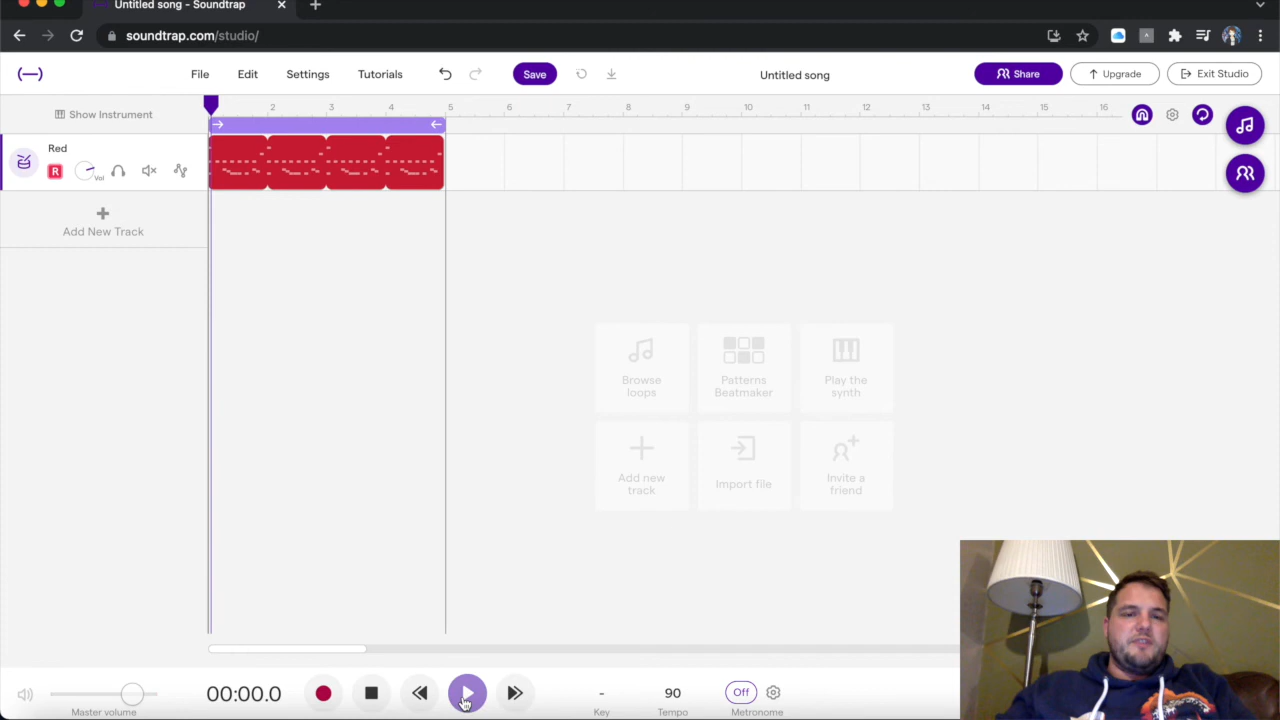 Untitled song - Soundtrap
soundtrap.com/studio/
File Edit Settings Tutorials Save Untitled song Share Upgrade Exit Studio
Show Instrument 2 3 4 5 6 7 8 9 10 11 12 13 14 15 16
Red
R Vol
Add New Track
Browse loops
Patterns Beatmaker
Play the synth
Add new track
Import file
Invite a friend
00:00.0 - 90 Off
Master volume Key Tempo Metronome